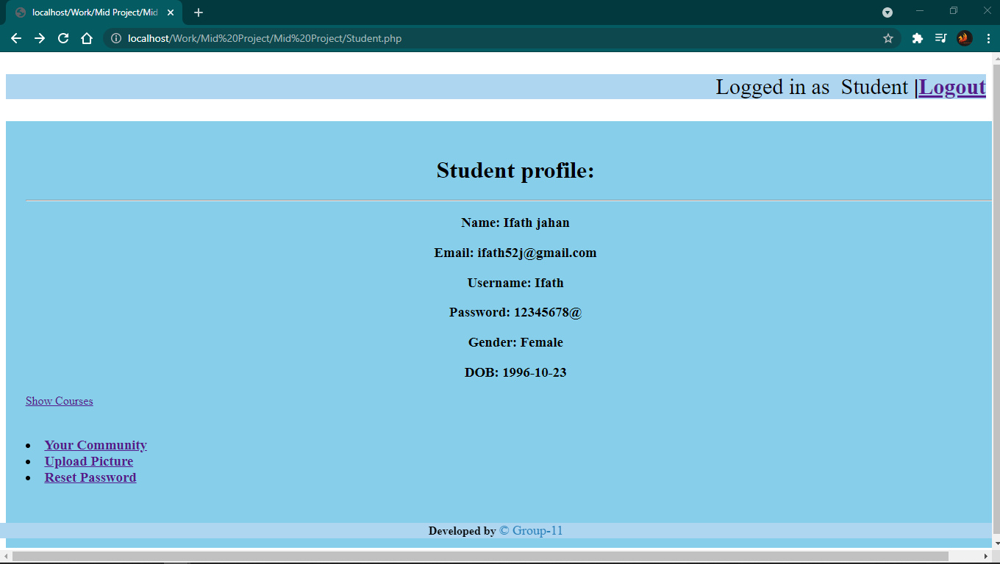 localhost/Work/Mid Project/Mid
localhost/Work/Mid%20Project/Mid%20Project/Student.php
Logged in as Student |Logout
Student profile:
Name: Ifath jahan
Email: ifath52j@gmail.com
Username: Ifath
Password: 12345678@
Gender: Female
DOB: 1996-10-23
Show Courses
Your Community
Upload Picture
Reset Password
Developed by © Group-11